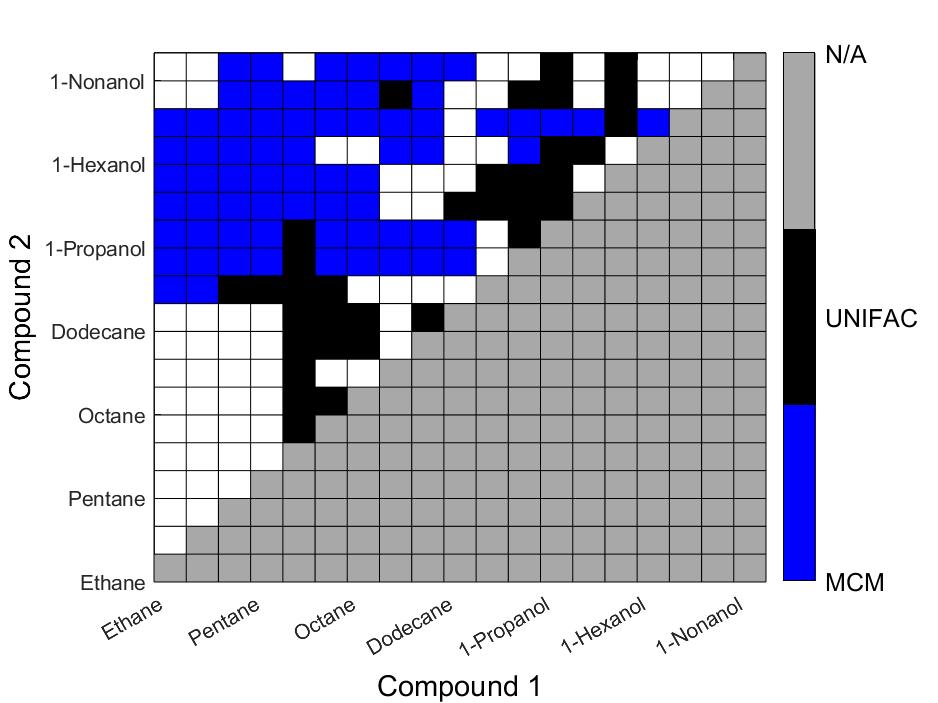 N/A
1-Nonanol
1-Hexanol
1-Propanol
Dodecane
Octane
Pentane
Ethane
Compound 2
UNIFAC
MCM
Ethane
Pentane
Octane
Dodecane
1-Propanol
1-Hexanol
1-Nonanol
Compound 1